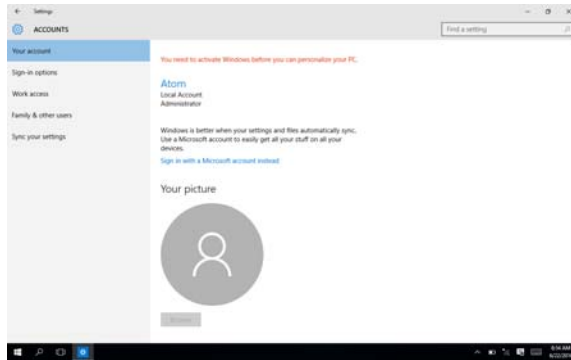 Settings
ACCOUNTS
Find a setting
Your account
Sign-in options
Work access
Family & other users
Sync your settings
You need to activate Windows before you can personalize your PC.
Atom
Local Account
Administrator
Windows is better when your settings and files automatically sync.
Use a Microsoft account to easily get all your stuff on all your
devices.
Sign in with a Microsoft account instead
Your picture
Browse